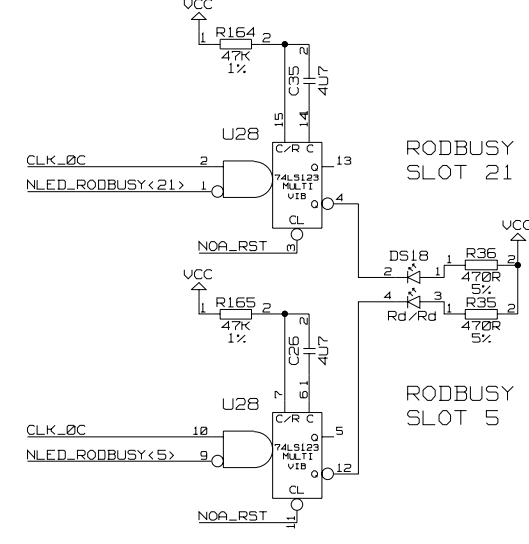 VCC
R164
1 2
47K
1%
2
C35
4U7
15 14
U28
C/R C
CLK_0C 2
Q 13
NLED_RODBUSY<21> 1
74LS123
MULTI
VIB
Q 4
CL
3
NOA_RST
RODBUSY
SLOT 21
VCC
DS18
2 1
R36
1 2
470R
5%
4 3
Rd/Rd
R35
1 2
470R
5%
VCC
R165
1 2
47K
1%
2
C26
4U7
7 6 1
U28
C/R C
CLK_0C 10
Q 5
NLED_RODBUSY<5> 9
74LS123
MULTI
VIB
Q 12
CL
11
NOA_RST
RODBUSY
SLOT 5